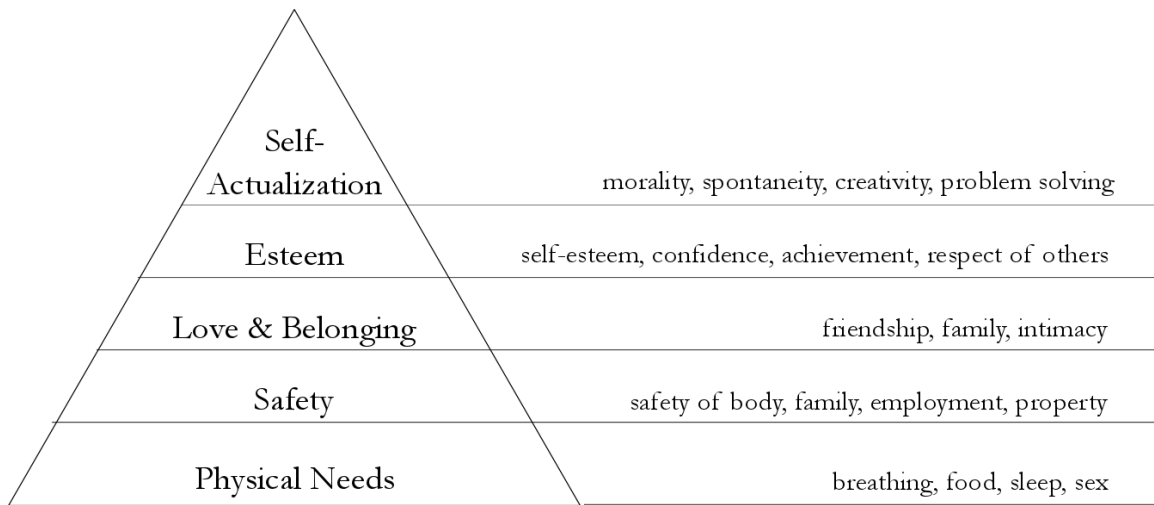 Self-
Actualization
morality, spontaneity, creativity, problem solving
Esteem
self-esteem, confidence, achievement, respect of others
Love & Belonging
friendship, family, intimacy
Safety
safety of body, family, employment, property
Physical Needs
breathing, food, sleep, sex